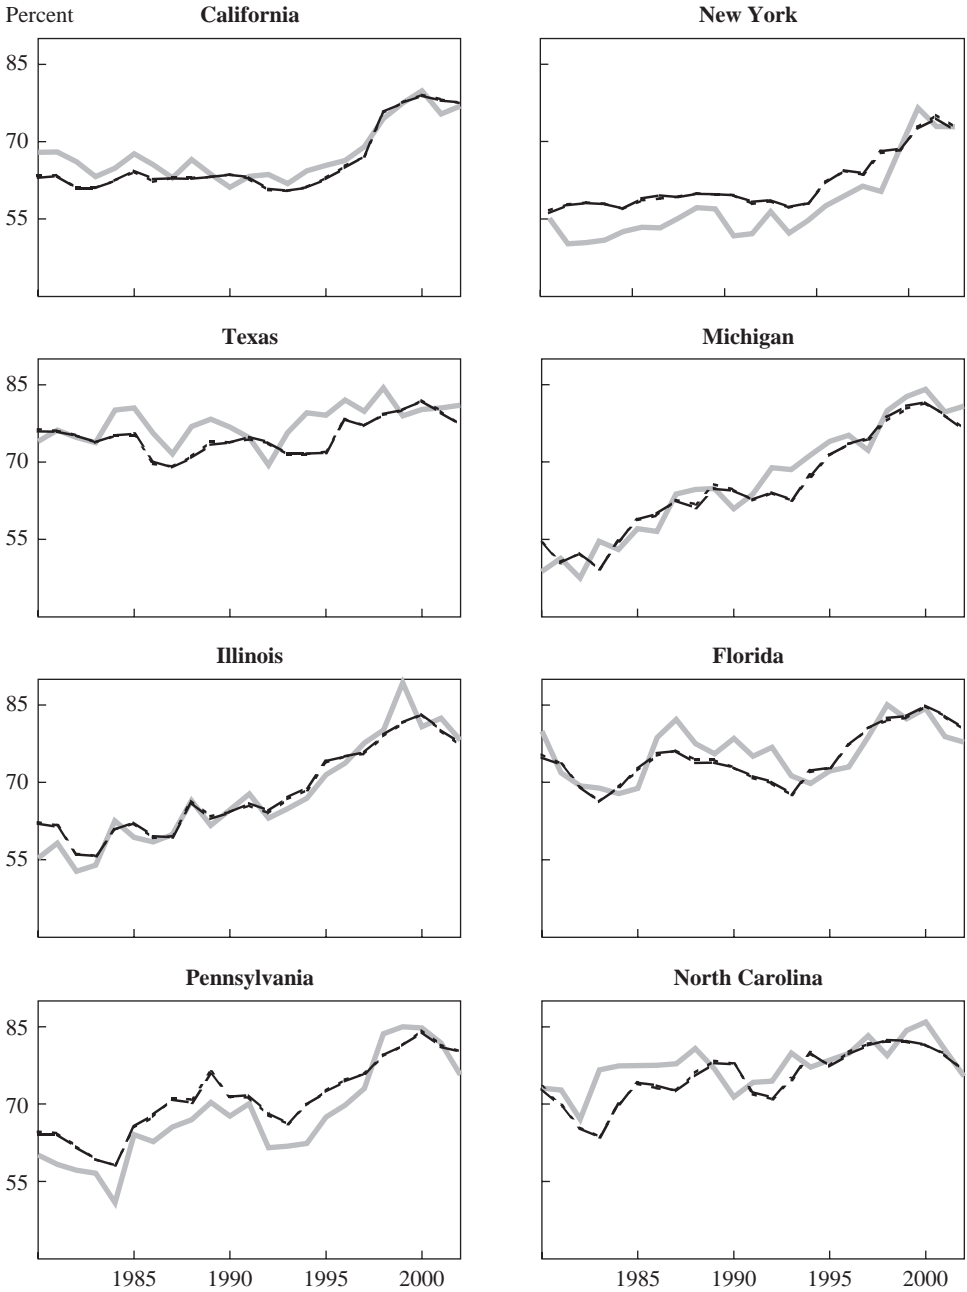 Percent California New York
85
70
55
Texas Michigan
85
70
55
Illinois Florida
85
70
55
Pennsylvania North Carolina
85
70
55
1985 1990 1995 2000 1985 1990 1995 2000